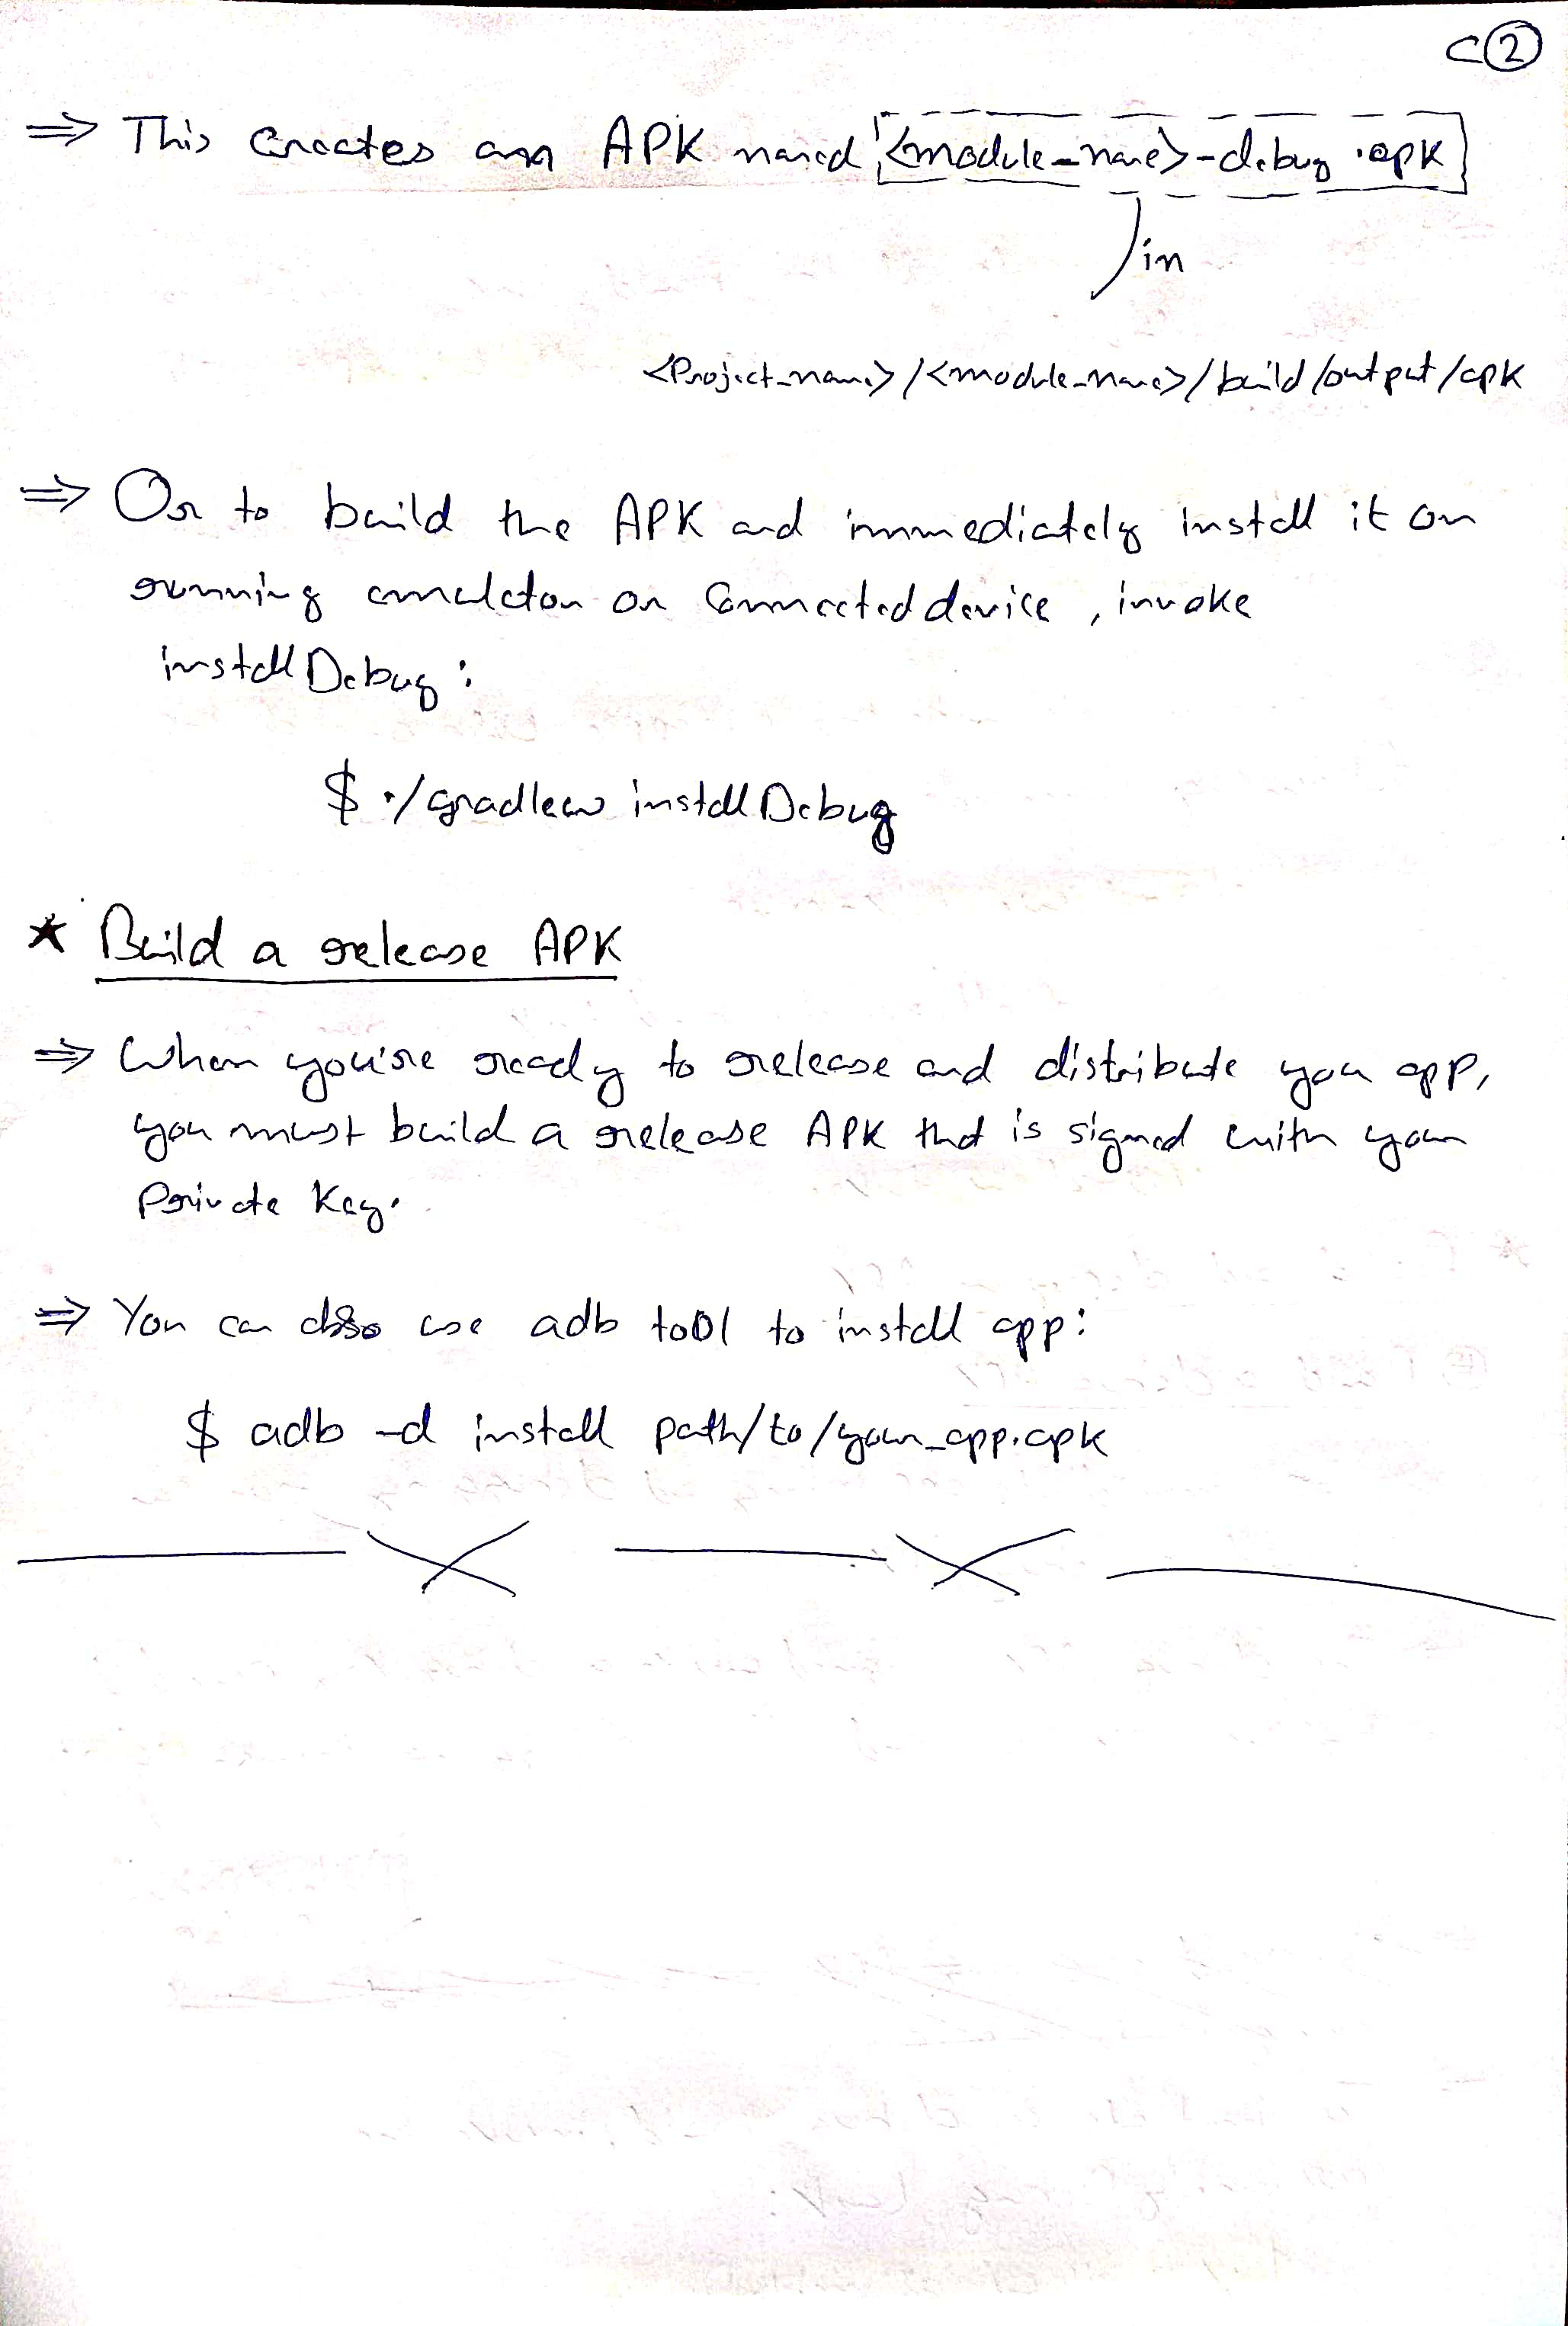 C②
⇒ This creates an APK named <module_name>-debug.apk
in
<Project_name>/<module_name>/build/output/apk
⇒ Or to build the APK and immediately install it on
running emulator or connected device, invoke
installDebug:
$ ./gradlew installDebug
* Build a release APK
⇒ When you're ready to release and distribute you app,
you must build a release APK that is signed with your
Private Key.
⇒ You can also use adb tool to install app:
$ adb -d install path/to/your_app.apk